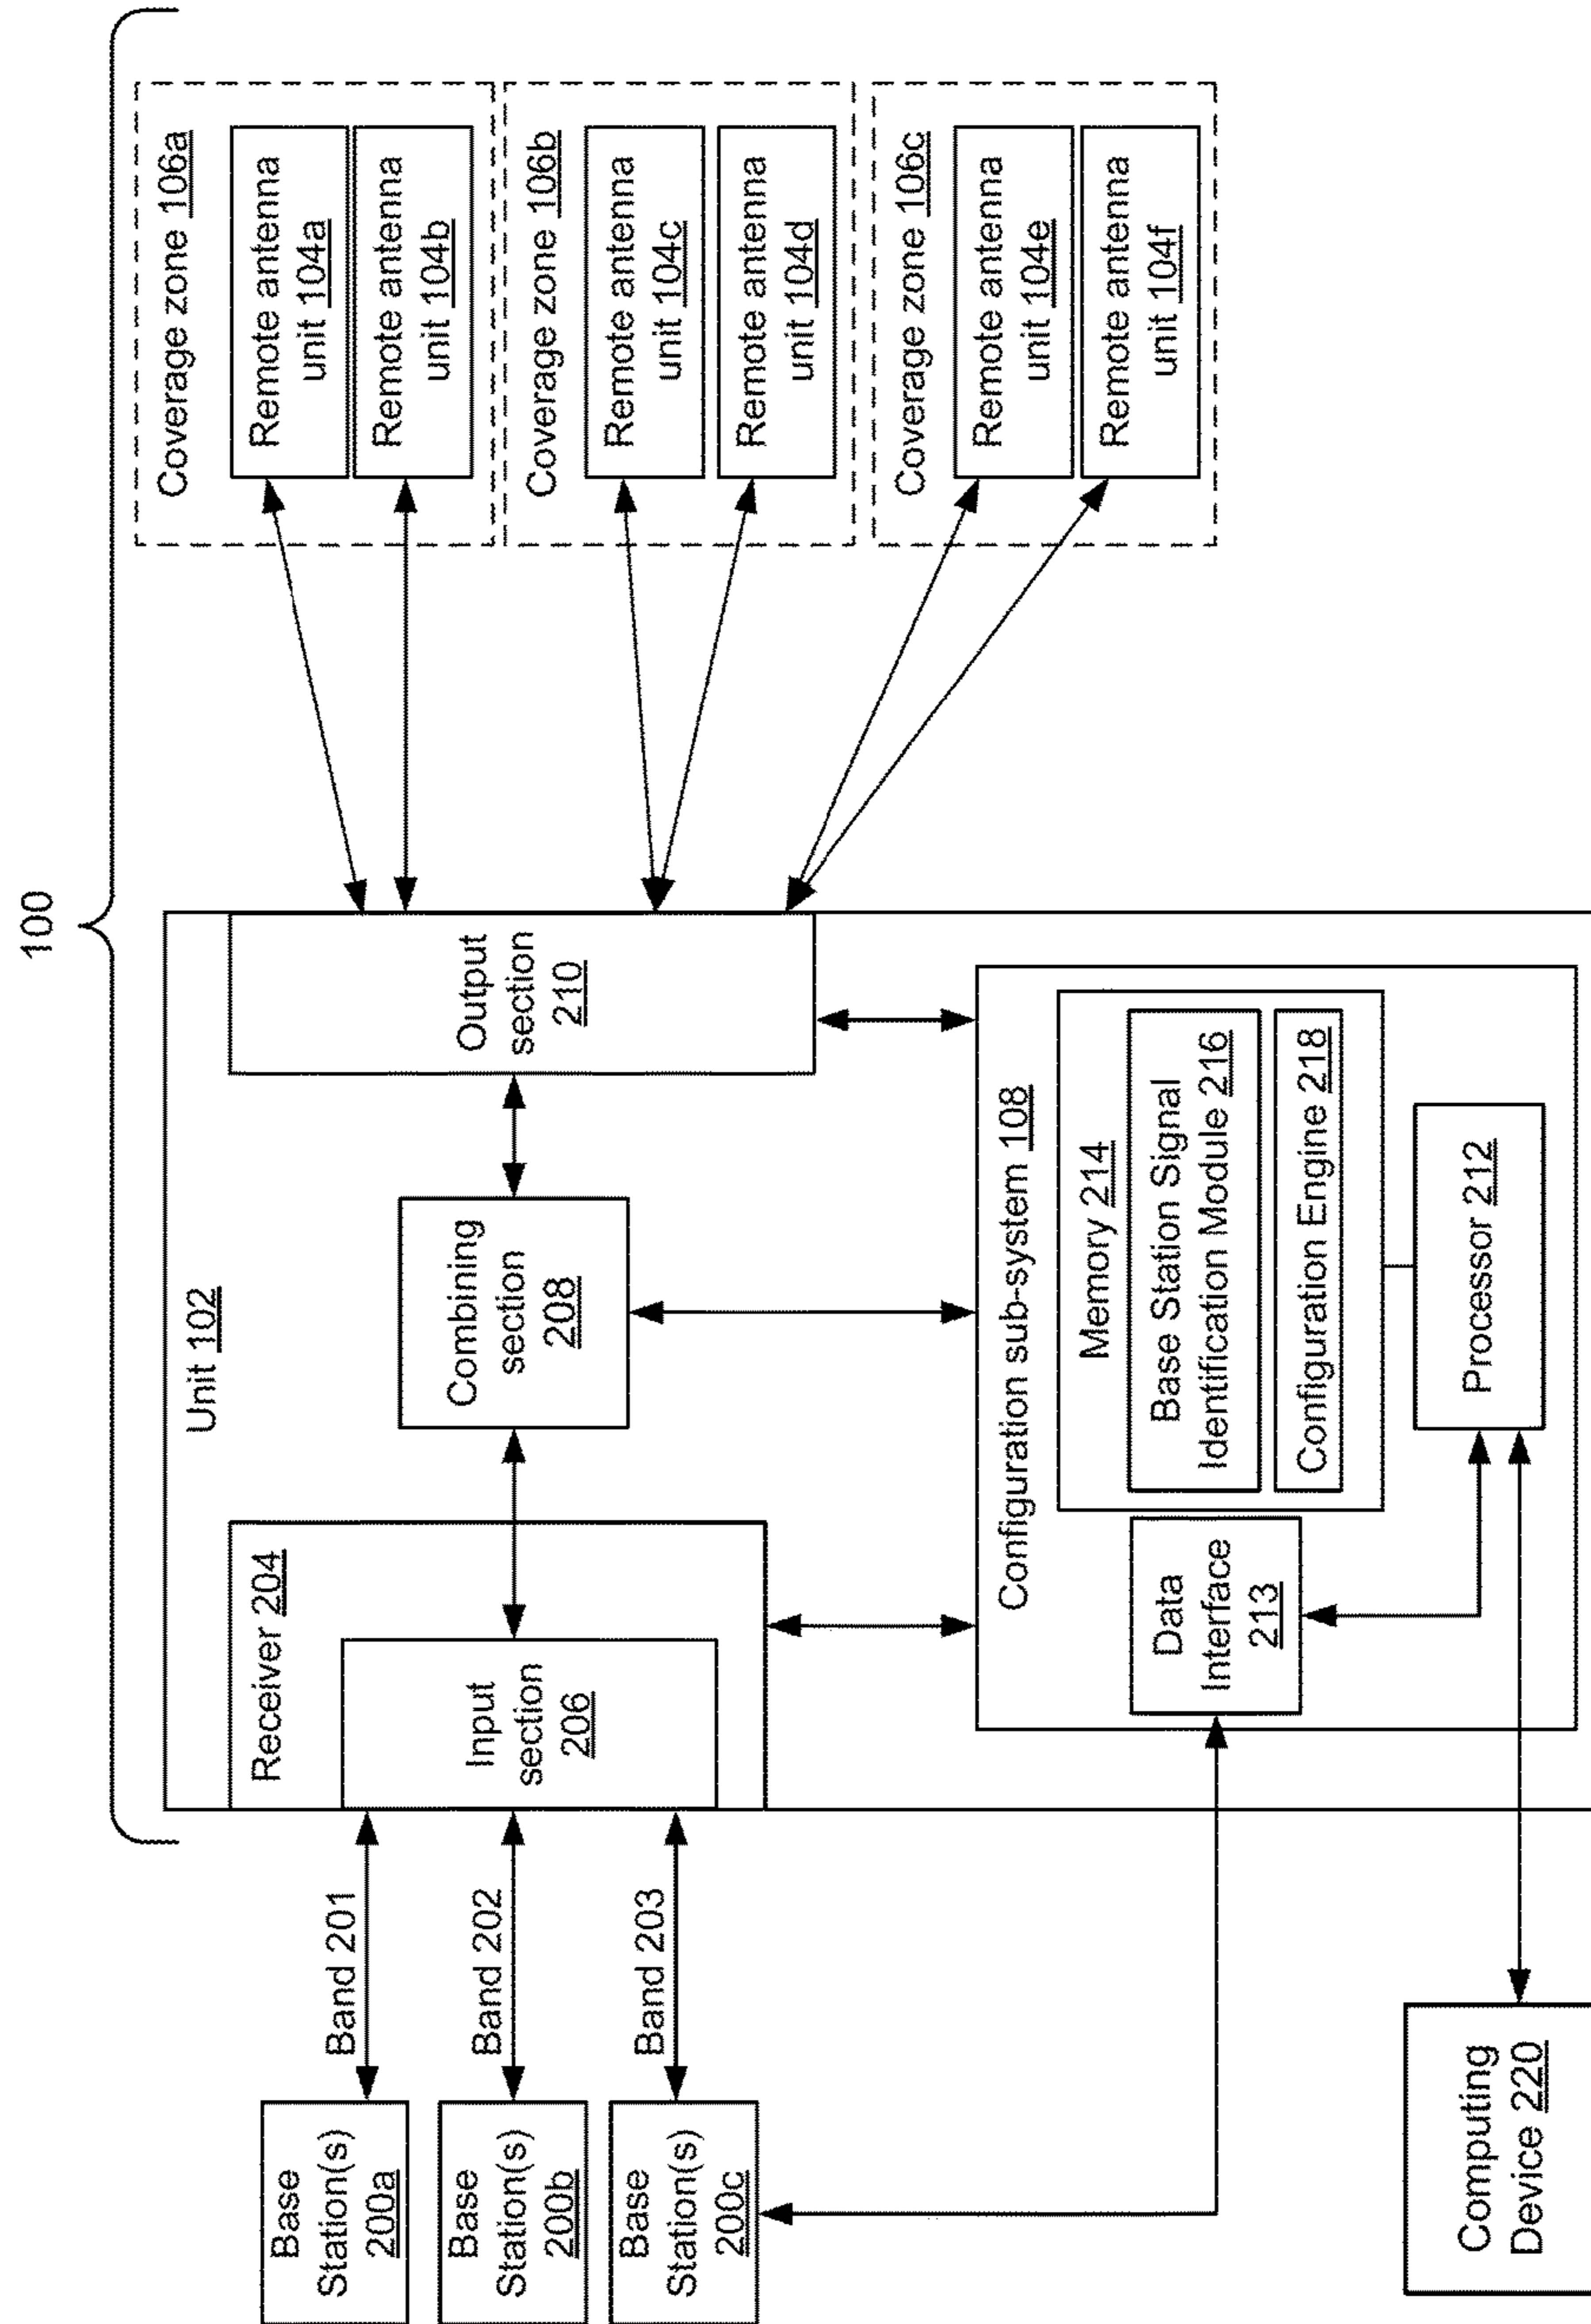 100
Unit 102
Base
Station(s)
200a
Band 201
Base
Station(s)
200b
Band 202
Base
Station(s)
200c
Band 203
Receiver 204
Input
section
206
Combining
section
208
Output
section
210
Coverage zone 106a
Remote antenna
unit 104a
Remote antenna
unit 104b
Coverage zone 106b
Remote antenna
unit 104c
Remote antenna
unit 104d
Coverage zone 106c
Remote antenna
unit 104e
Remote antenna
unit 104f
Configuration sub-system 108
Data
Interface
213
Memory 214
Base Station Signal
Identification Module 216
Configuration Engine 218
Processor 212
Computing
Device 220